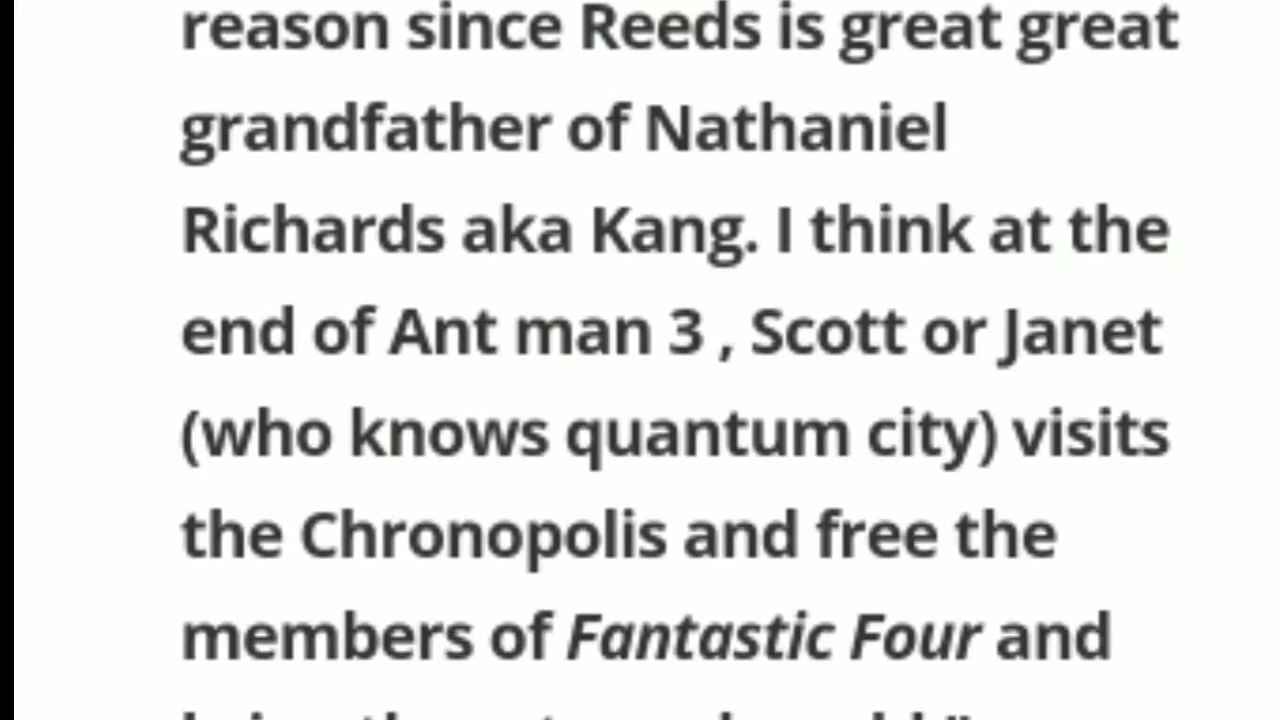 reason since Reeds is great great
grandfather of Nathaniel
Richards aka Kang. I think at the
end of Ant man 3 , Scott or Janet
(who knows quantum city) visits
the Chronopolis and free the
members of Fantastic Four and